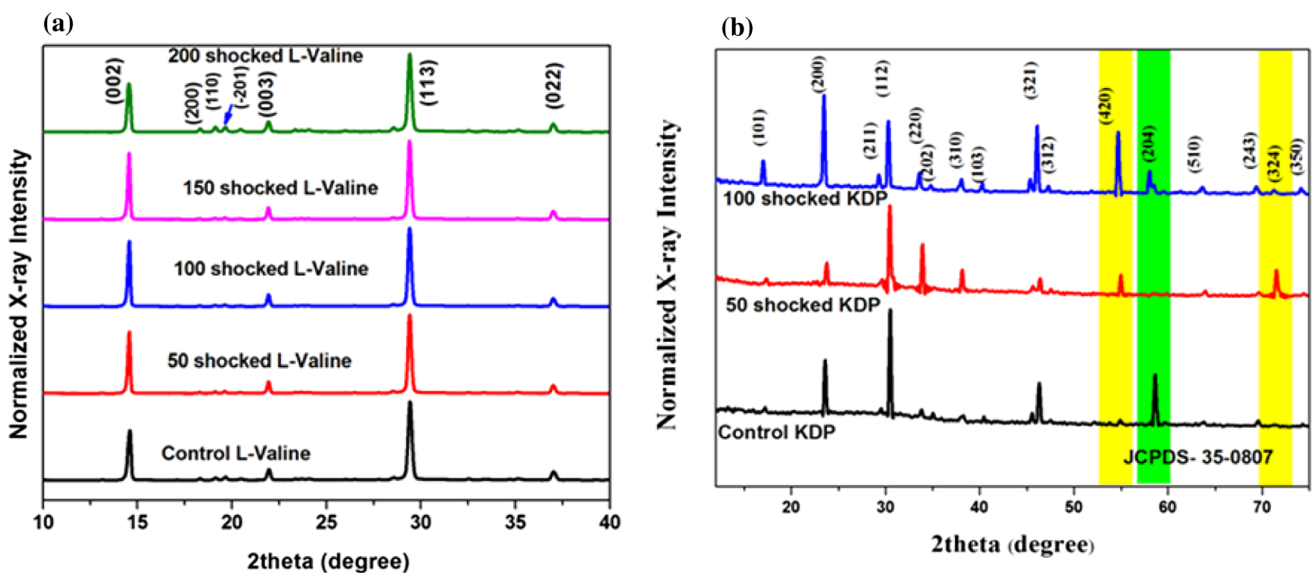 (a)
200 shocked L-Valine
(002)
(200)
(110)
(-201)
(003)
(113)
(022)
150 shocked L-Valine
100 shocked L-Valine
50 shocked L-Valine
Control L-Valine
Normalized X-ray Intensity
10 15 20 25 30 35 40
2theta (degree)
(b)
(101)
(200)
(211)
(112)
(220)
(202)
(310)
(103)
(321)
(312)
(420)
(204)
(510)
(243)
(324)
(350)
100 shocked KDP
50 shocked KDP
Control KDP
JCPDS- 35-0807
Normalized X-ray Intensity
20 30 40 50 60 70
2theta (degree)